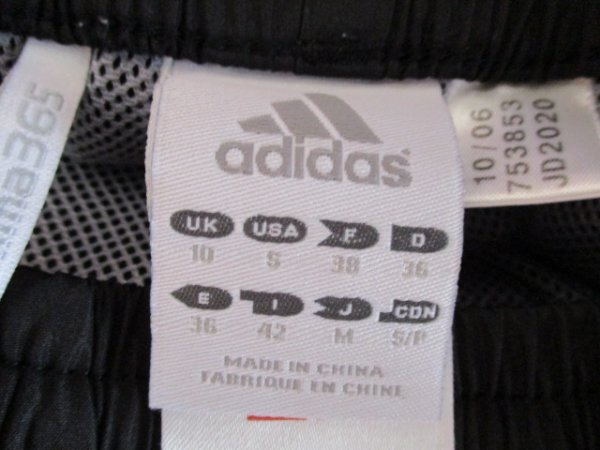 adidas
UK USA F D
10 S 38 36
E I J CDN
36 42 M S/P
MADE IN CHINA
FABRIQUE EN CHINE
10/06
753853
JD2020
ma365